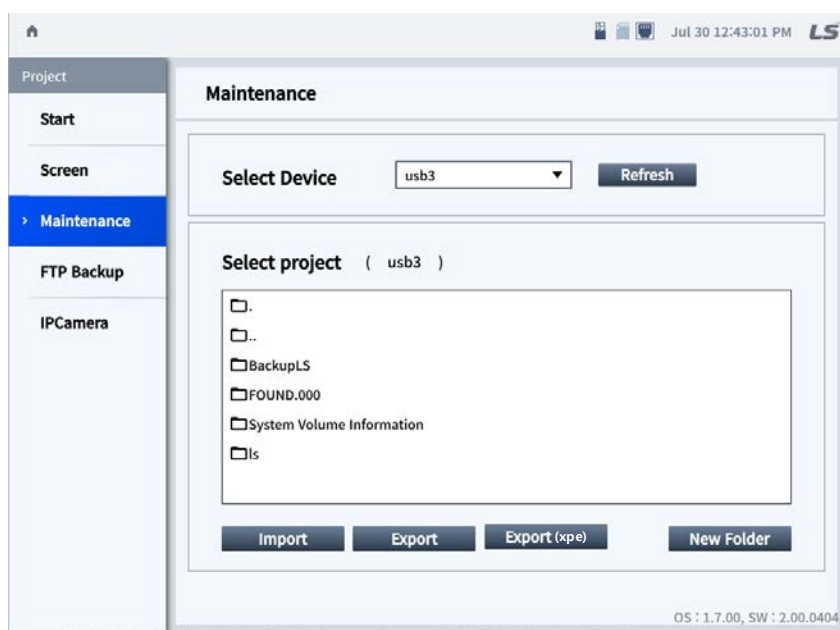 Jul 30 12:43:01 PM LS
Project
Start
Screen
> Maintenance
FTP Backup
IPCamera
Maintenance
Select Device usb3 ▼ Refresh
Select project ( usb3 )
.
..
BackupLS
FOUND.000
System Volume Information
ls
Import Export Export (xpe) New Folder
OS : 1.7.00, SW : 2.00.0404